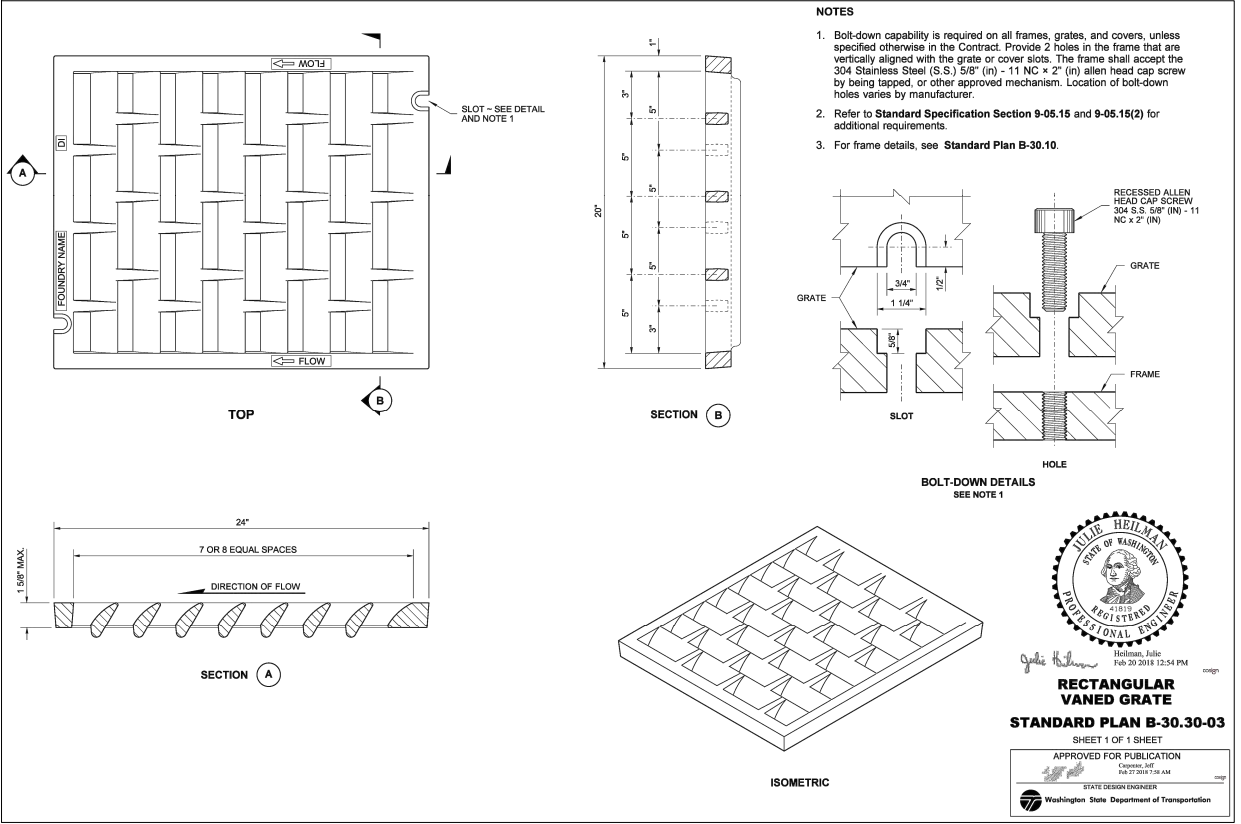 NOTES
1. Bolt-down capability is required on all frames, grates, and covers, unless
specified otherwise in the Contract. Provide 2 holes in the frame that are
vertically aligned with the grate or cover slots. The frame shall accept the
304 Stainless Steel (S.S.) 5/8" (in) - 11 NC × 2" (in) allen head cap screw
by being tapped, or other approved mechanism. Location of bolt-down
holes varies by manufacturer.
2. Refer to Standard Specification Section 9-05.15 and 9-05.15(2) for
additional requirements.
3. For frame details, see Standard Plan B-30.10.
FLOW
SLOT ~ SEE DETAIL
AND NOTE 1
DI
A
FOUNDRY NAME
FLOW
B
TOP
1"
3"
5"
5"
5"
5"
20"
5"
5"
5"
3"
SECTION B
GRATE
3/4"
1 1/4"
1/2"
5/8"
SLOT
RECESSED ALLEN
HEAD CAP SCREW
304 S.S. 5/8" (IN) - 11
NC x 2" (IN)
GRATE
FRAME
HOLE
BOLT-DOWN DETAILS
SEE NOTE 1
24"
7 OR 8 EQUAL SPACES
DIRECTION OF FLOW
1 5/8" MAX.
SECTION A
ISOMETRIC
JULIE HEILMAN
STATE OF WASHINGTON
41819
REGISTERED
PROFESSIONAL ENGINEER
Julie Heilman
Heilman, Julie
Feb 20 2018 12:54 PM
cosign
RECTANGULAR
VANED GRATE
STANDARD PLAN B-30.30-03
SHEET 1 OF 1 SHEET
APPROVED FOR PUBLICATION
Carpenter, Jeff
Feb 27 2018 7:58 AM
cosign
STATE DESIGN ENGINEER
Washington State Department of Transportation